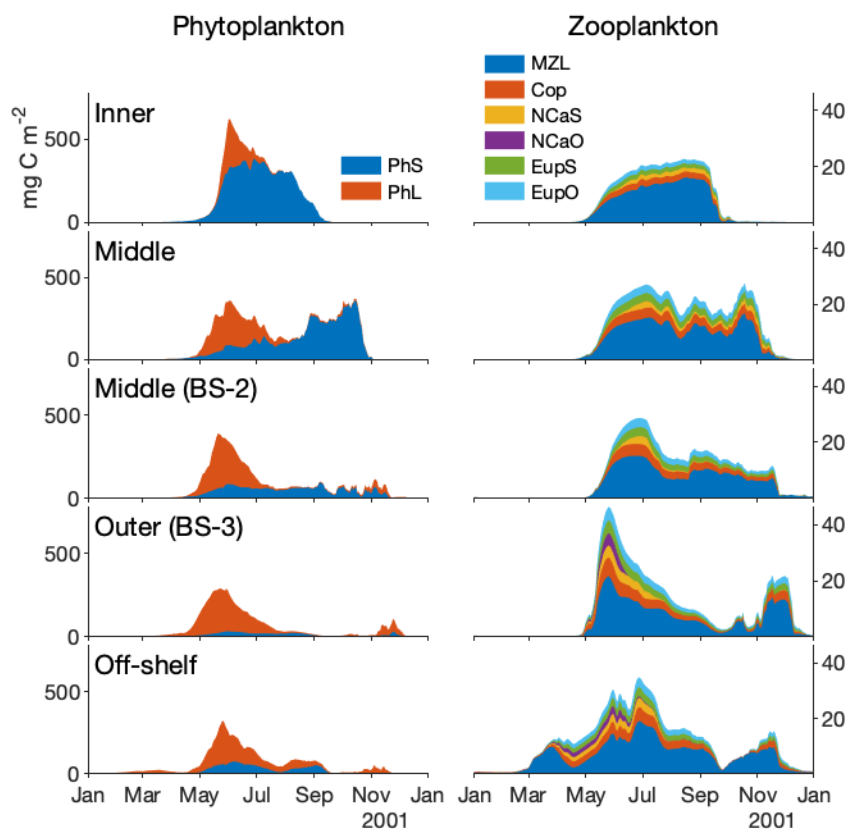 Phytoplankton
Zooplankton
MZL
Cop
NCaS
NCaO
EupS
EupO
PhS
PhL
mg C m-2
Inner
500
0
40
20
Middle
500
0
40
20
Middle (BS-2)
500
0
40
20
Outer (BS-3)
500
0
40
20
Off-shelf
500
0
40
20
Jan Mar May Jul Sep Nov Jan
2001
Jan Mar May Jul Sep Nov Jan
2001